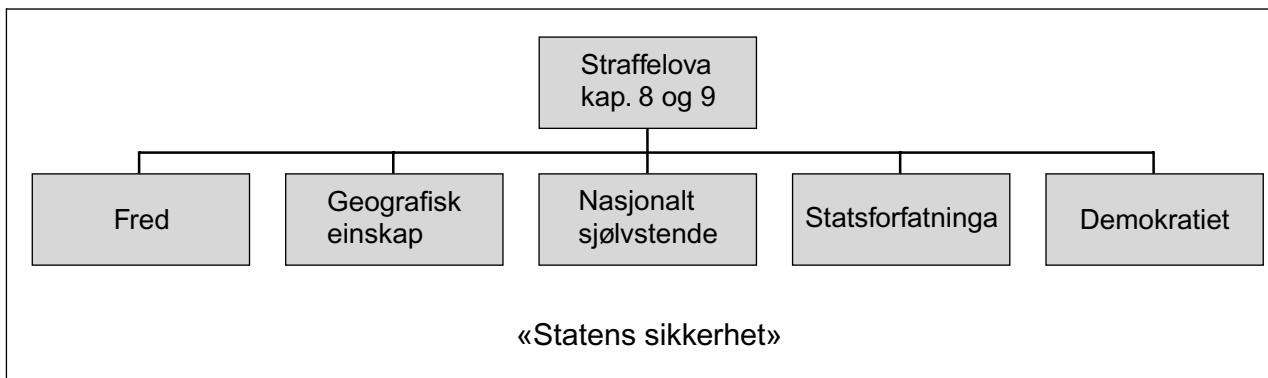 Straffelova
kap. 8 og 9
Fred
Geografisk
einskap
Nasjonalt
sjølvstende
Statsforfatninga
Demokratiet
«Statens sikkerhet»